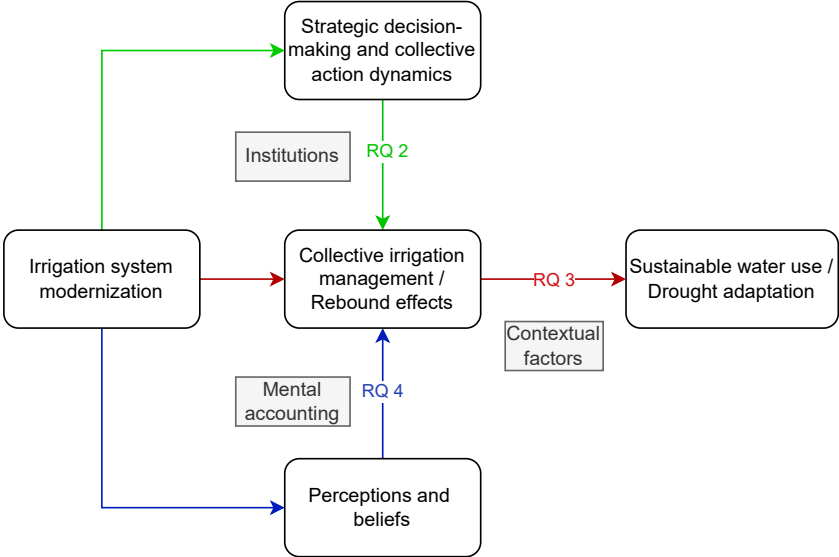 Strategic decision-
making and collective
action dynamics
Institutions
RQ 2
Irrigation system
modernization
Collective irrigation
management /
Rebound effects
RQ 3
Sustainable water use /
Drought adaptation
Contextual
factors
Mental
accounting
RQ 4
Perceptions and
beliefs